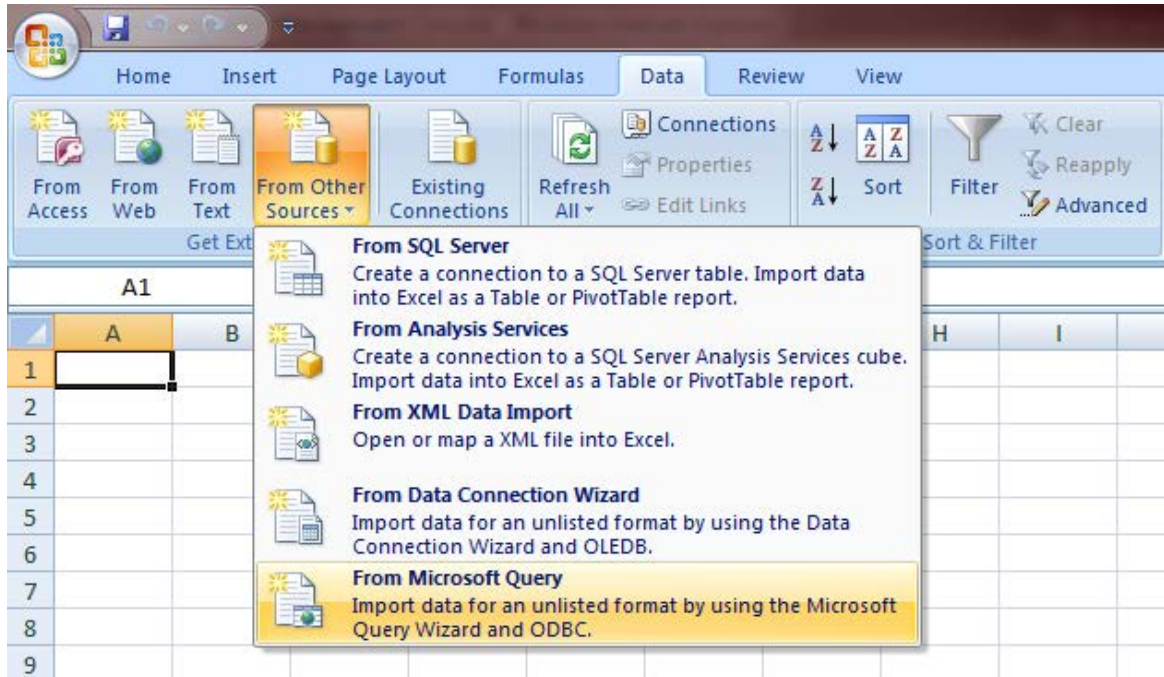 Home Insert Page Layout Formulas Data Review View
From Access
From Web
From Text
From Other Sources
Existing Connections
Refresh All
Connections
Properties
Edit Links
A Z
Z A
A Z
Z A
Sort
Filter
Clear
Reapply
Advanced
Get Ext
Sort & Filter
From SQL Server
Create a connection to a SQL Server table. Import data
into Excel as a Table or PivotTable report.
From Analysis Services
Create a connection to a SQL Server Analysis Services cube.
Import data into Excel as a Table or PivotTable report.
From XML Data Import
Open or map a XML file into Excel.
From Data Connection Wizard
Import data for an unlisted format by using the Data
Connection Wizard and OLEDB.
From Microsoft Query
Import data for an unlisted format by using the Microsoft
Query Wizard and ODBC.
A1
A B H I
1
2
3
4
5
6
7
8
9